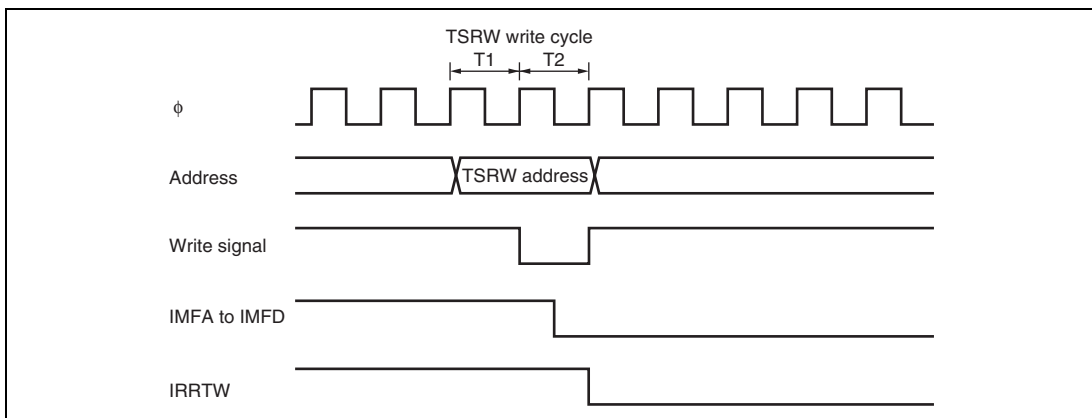 TSRW write cycle
T1 T2
ϕ
Address
TSRW address
Write signal
IMFA to IMFD
IRRTW